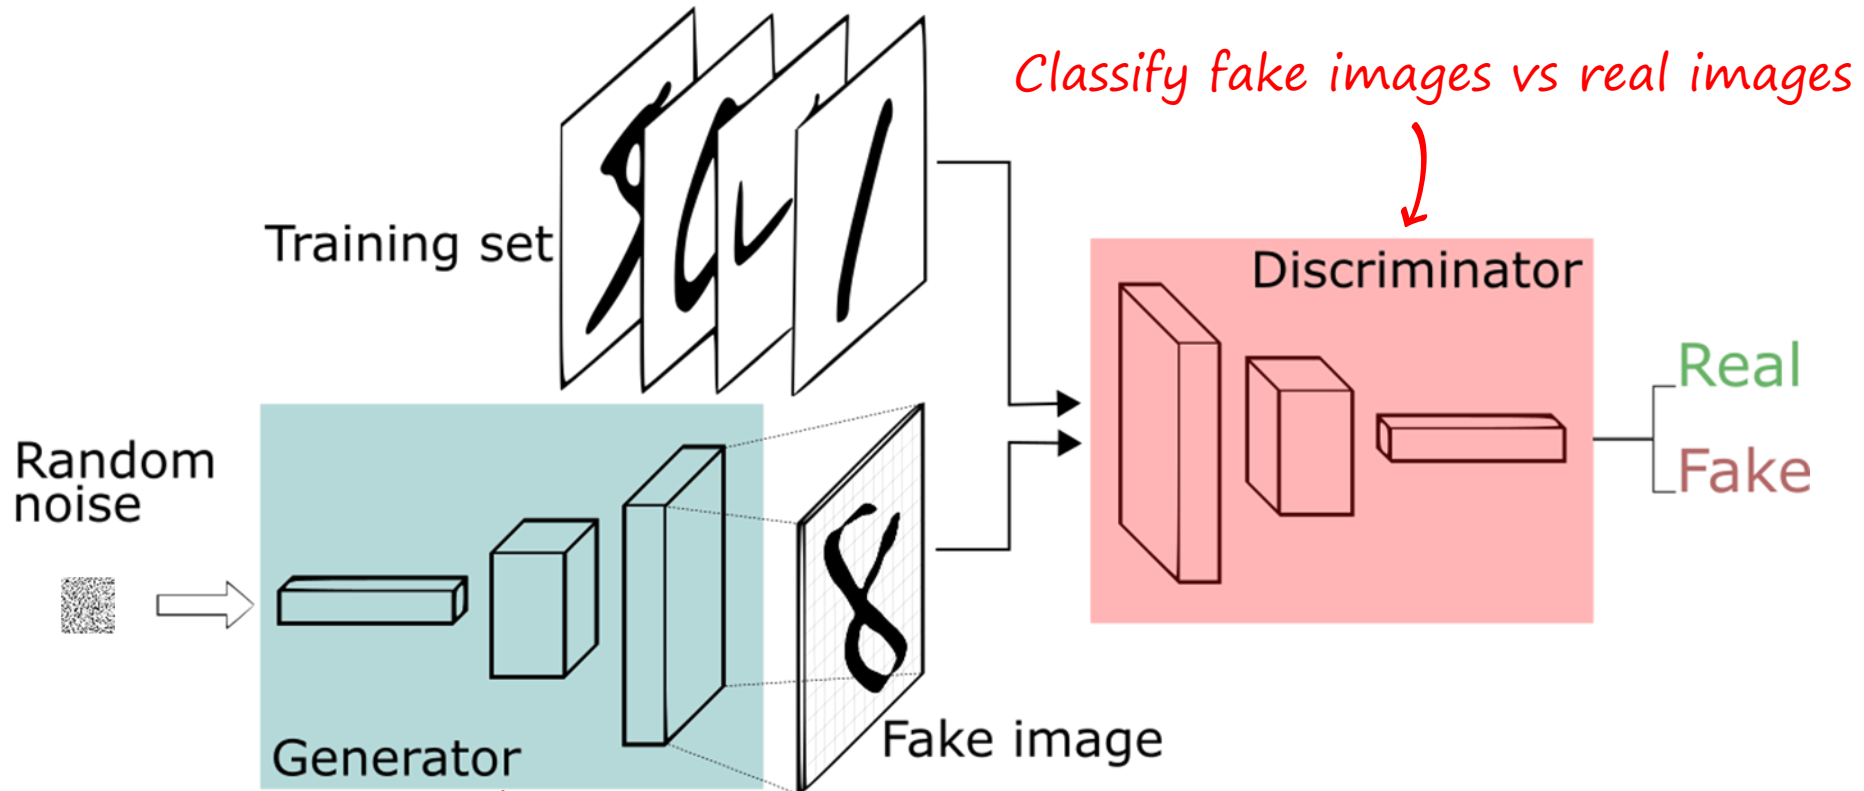 Classify fake images vs real images
Training set
Discriminator
Real
Fake
Random
noise
Generator
Fake image